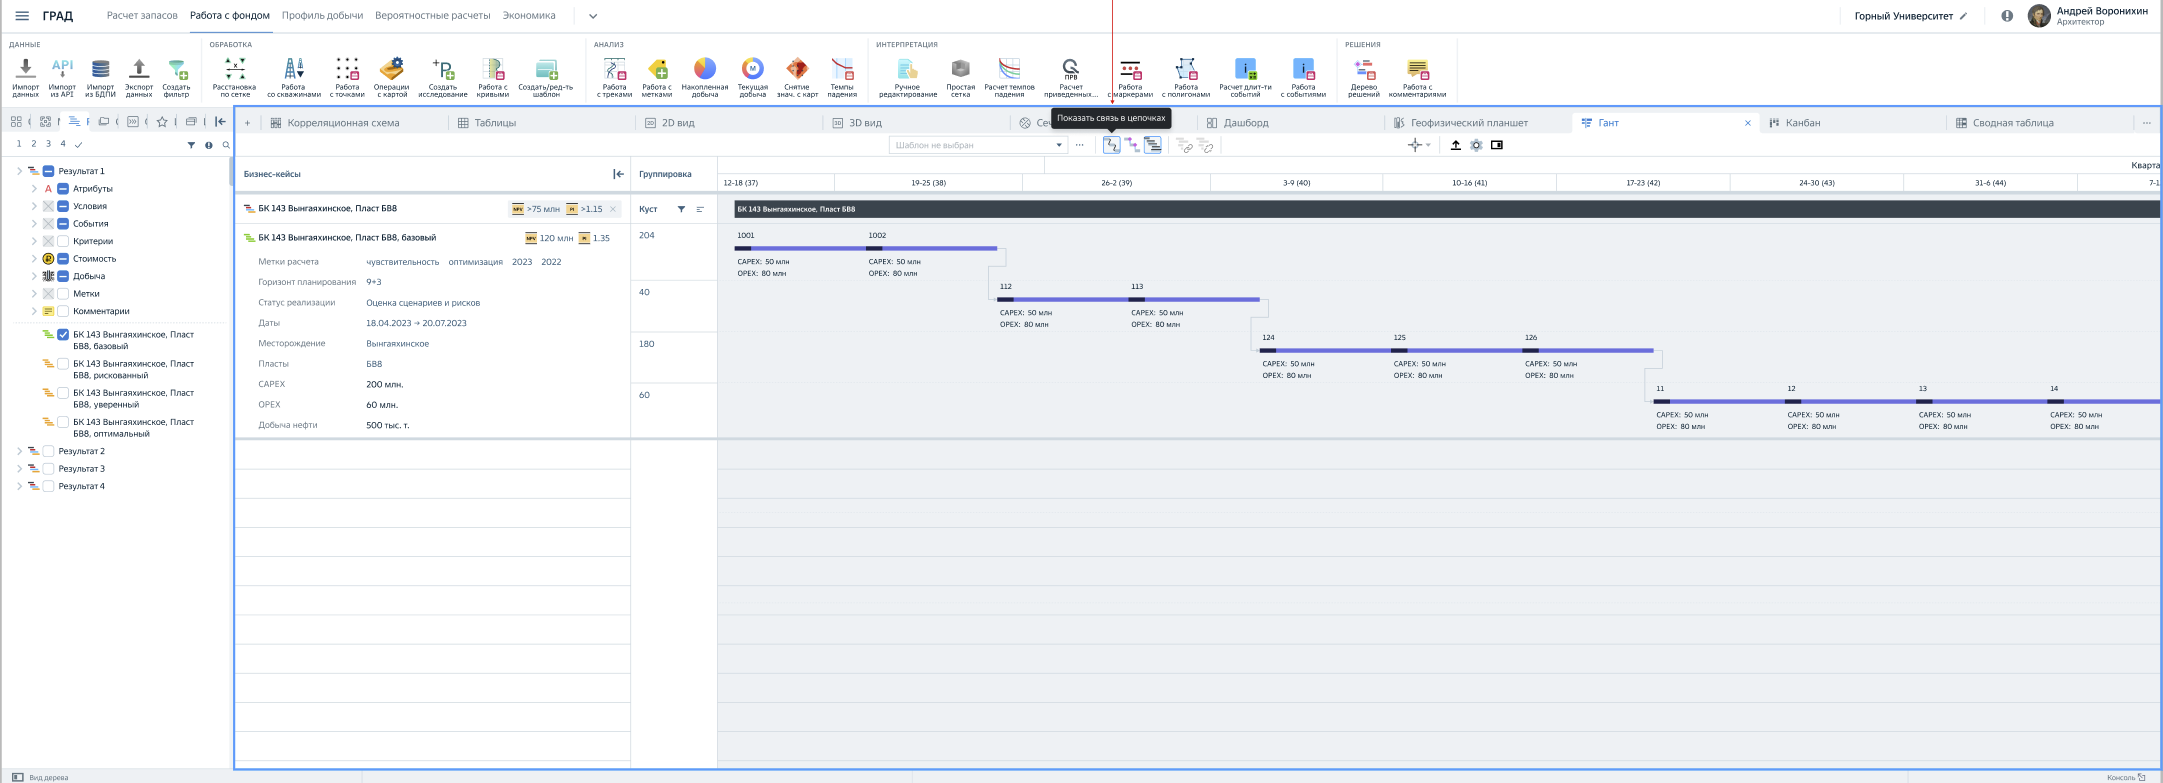 ГРАД
Расчет запасов
Работа с фондом
Профиль добычи
Вероятностные расчеты
Экономика
Горный Университет
Андрей Воронихин
Архитектор
ДАННЫЕ
Импорт данных
Импорт из API
Импорт из БДПИ
Экспорт данных
Создать фильтр
ОБРАБОТКА
Расстановка по сетке
Работа со скважинами
Работа с точками
Операции с картой
Создать исследование
Работа с кривыми
Создать/ред-ть шаблон
АНАЛИЗ
Работа с треками
Работа с метками
Накопленная добыча
Текущая добыча
Снятие знач. с карт
Темпы падения
ИНТЕРПРЕТАЦИЯ
Ручное редактирование
Простая сетка
Расчет темпов падения
Расчет приведенных...
Работа с маркерами
Работа с полигонами
Расчет длит-ти событий
Работа с событиями
РЕШЕНИЯ
Дерево решений
Работа с комментариями
+ Корреляционная схема
Таблицы
2D вид
3D вид
Сеч
Дашборд
Геофизический планшет
Гант
Канбан
Сводная таблица
Показать связь в цепочках
Шаблон не выбран
1 2 3 4
Результат 1
Атрибуты
Условия
События
Критерии
Стоимость
Добыча
Метки
Комментарии
БК 143 Вынгаяхинское, Пласт
БВ8, базовый
БК 143 Вынгаяхинское, Пласт
БВ8, рискованный
БК 143 Вынгаяхинское, Пласт
БВ8, уверенный
БК 143 Вынгаяхинское, Пласт
БВ8, оптимальный
Результат 2
Результат 3
Результат 4
Бизнес-кейсы
Группировка
Кварта
12-18 (37)
19-25 (38)
26-2 (39)
3-9 (40)
10-16 (41)
17-23 (42)
24-30 (43)
31-6 (44)
7-1
БК 143 Вынгаяхинское, Пласт БВ8
NPV >75 млн PI >1.15
Куст
БК 143 Вынгаяхинское, Пласт БВ8
БК 143 Вынгаяхинское, Пласт БВ8, базовый
NPV 120 млн PI 1.35
Метки расчета чувствительность оптимизация 2023 2022
Горизонт планирования 9+3
Статус реализации Оценка сценариев и рисков
Даты 18.04.2023 → 20.07.2023
Месторождение Вынгаяхинское
Пласты БВ8
CAPEX 200 млн.
OPEX 60 млн.
Добыча нефти 500 тыс. т.
204
1001
CAPEX: 50 млн
OPEX: 80 млн
1002
CAPEX: 50 млн
OPEX: 80 млн
40
112
CAPEX: 50 млн
OPEX: 80 млн
113
CAPEX: 50 млн
OPEX: 80 млн
180
124
CAPEX: 50 млн
OPEX: 80 млн
125
CAPEX: 50 млн
OPEX: 80 млн
126
CAPEX: 50 млн
OPEX: 80 млн
60
11
CAPEX: 50 млн
OPEX: 80 млн
12
CAPEX: 50 млн
OPEX: 80 млн
13
CAPEX: 50 млн
OPEX: 80 млн
14
CAPEX: 50 млн
OPEX: 80 млн
Вид дерева
Консоль